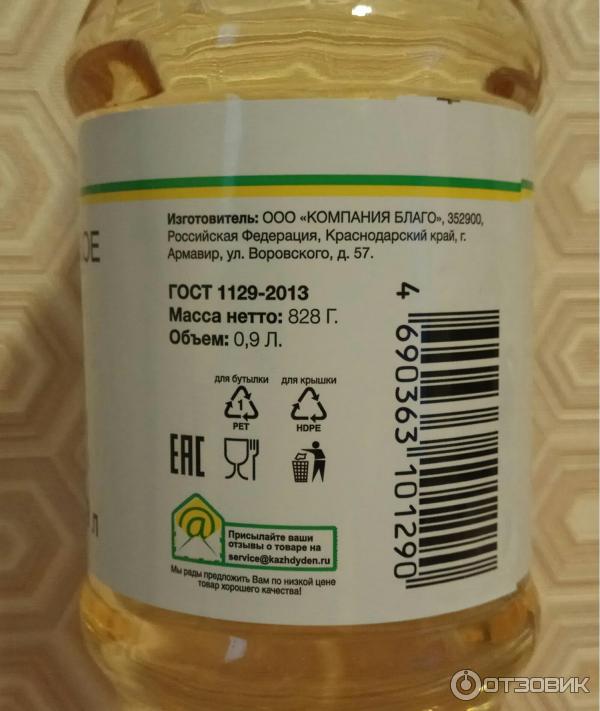 ОЕ
Изготовитель: ООО «КОМПАНИЯ БЛАГО», 352900,
Российская Федерация, Краснодарский край, г.
Армавир, ул. Воровского, д. 57.
ГОСТ 1129-2013
Масса нетто: 828 Г.
Объем: 0,9 Л.
для бутылки для крышки
1
PET HDPE
EAC
Присылайте ваши
отзывы о товаре на
service@kazhdyden.ru
Мы рады предложить Вам по низкой цене
товар хорошего качества!
4 690363 101290
л
ОТЗОВИК